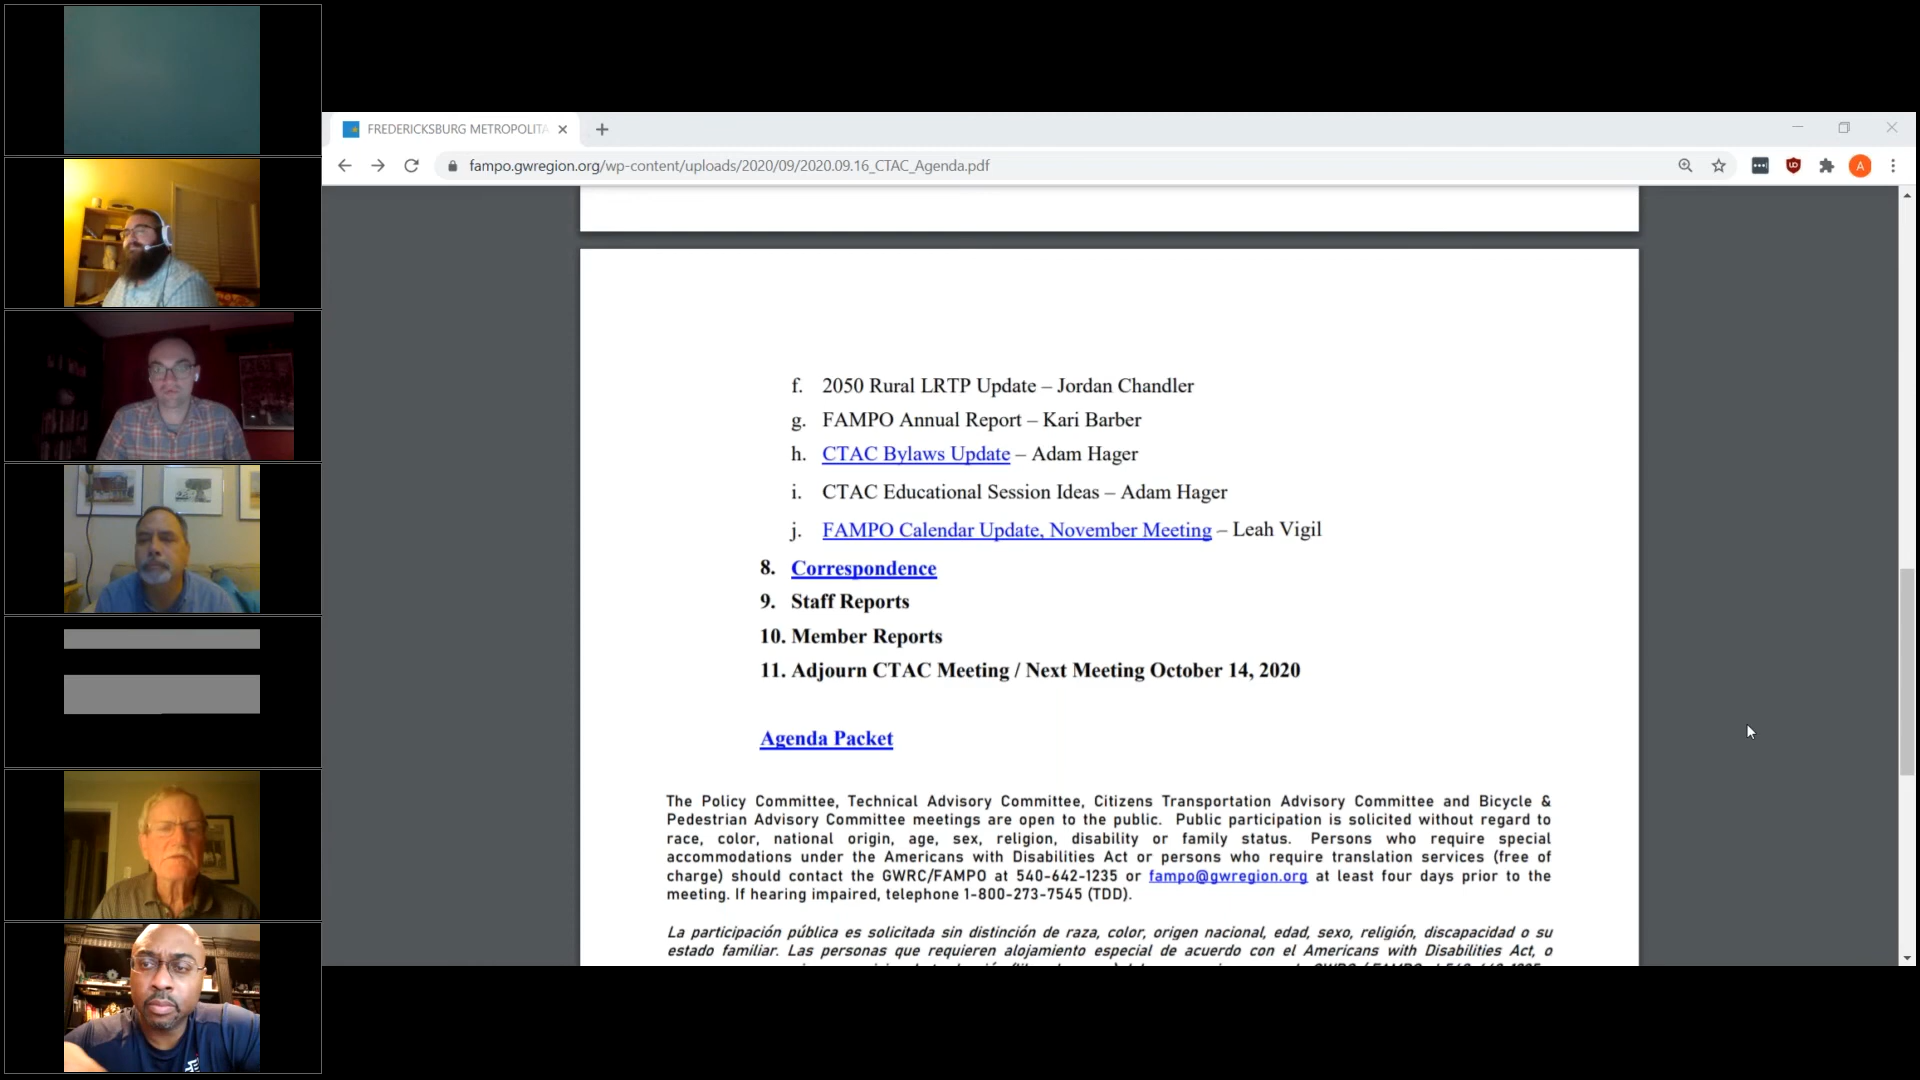 FREDERICKSBURG METROPOLITA
fampo.gwregion.org/wp-content/uploads/2020/09/2020.09.16_CTAC_Agenda.pdf
A
f. 2050 Rural LRTP Update – Jordan Chandler
g. FAMPO Annual Report – Kari Barber
h. CTAC Bylaws Update – Adam Hager
i. CTAC Educational Session Ideas – Adam Hager
j. FAMPO Calendar Update, November Meeting – Leah Vigil
8. Correspondence
9. Staff Reports
10. Member Reports
11. Adjourn CTAC Meeting / Next Meeting October 14, 2020
Agenda Packet
The Policy Committee, Technical Advisory Committee, Citizens Transportation Advisory Committee and Bicycle &
Pedestrian Advisory Committee meetings are open to the public. Public participation is solicited without regard to
race, color, national origin, age, sex, religion, disability or family status. Persons who require special
accommodations under the Americans with Disabilities Act or persons who require translation services (free of
charge) should contact the GWRC/FAMPO at 540-642-1235 or fampo@gwregion.org at least four days prior to the
meeting. If hearing impaired, telephone 1-800-273-7545 (TDD).
La participación pública es solicitada sin distinción de raza, color, origen nacional, edad, sexo, religión, discapacidad o su
estado familiar. Las personas que requieren alojamiento especial de acuerdo con el Americans with Disabilities Act, o